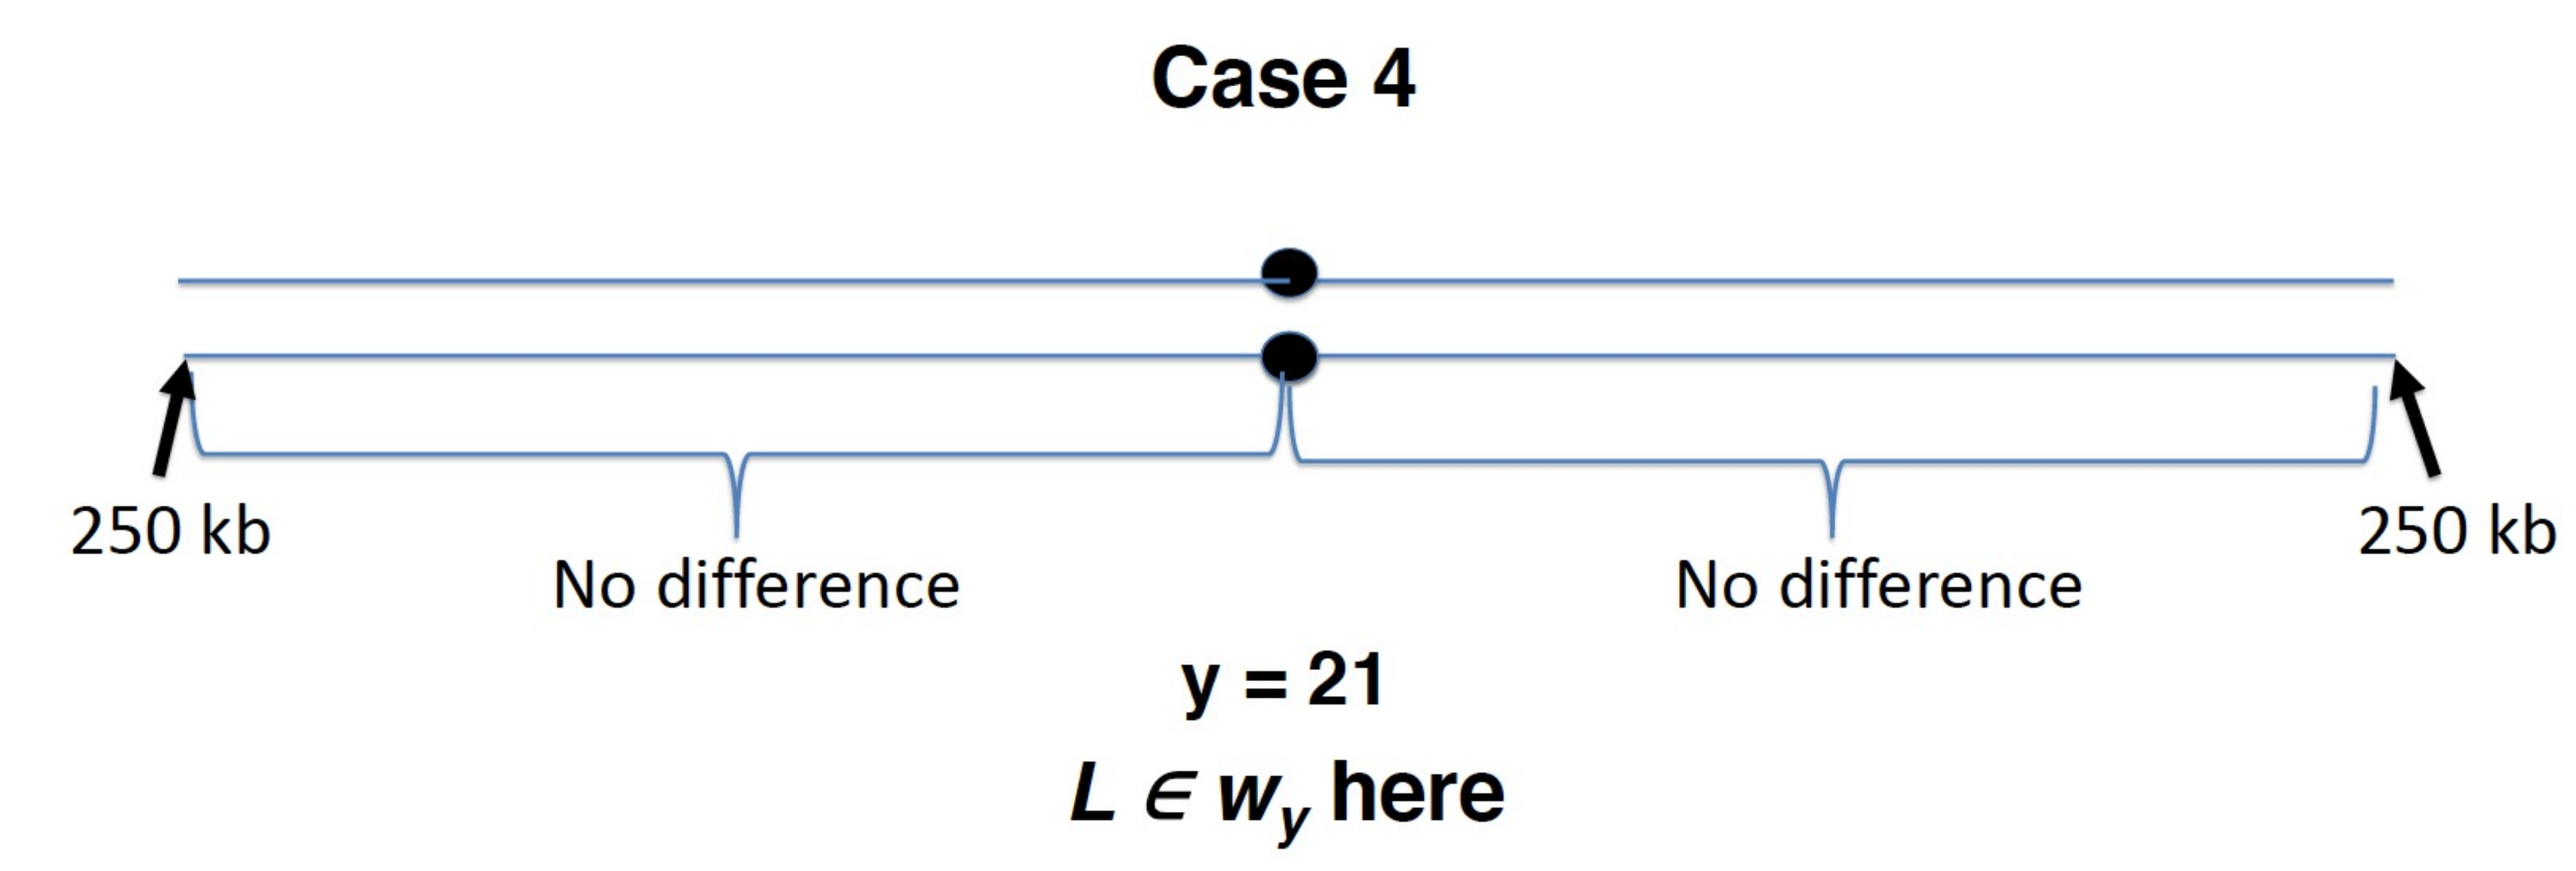 Case 4
250 kb
250 kb
No difference
No difference
y = 21
L ∈ wy here